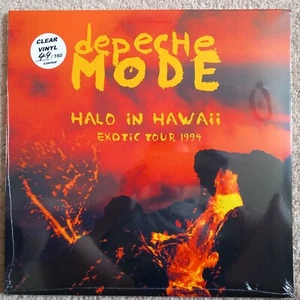 CLEAR
VINYL
49/160
Limited
depeche
MODE
HALO iN HAWAii
EXOTIC TOUR 1994